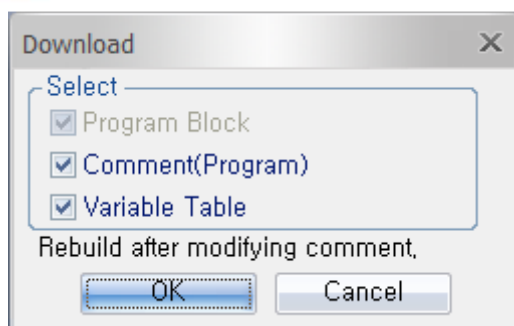 Download
Select
Program Block
Comment(Program)
Variable Table
Rebuild after modifying comment,
OK
Cancel